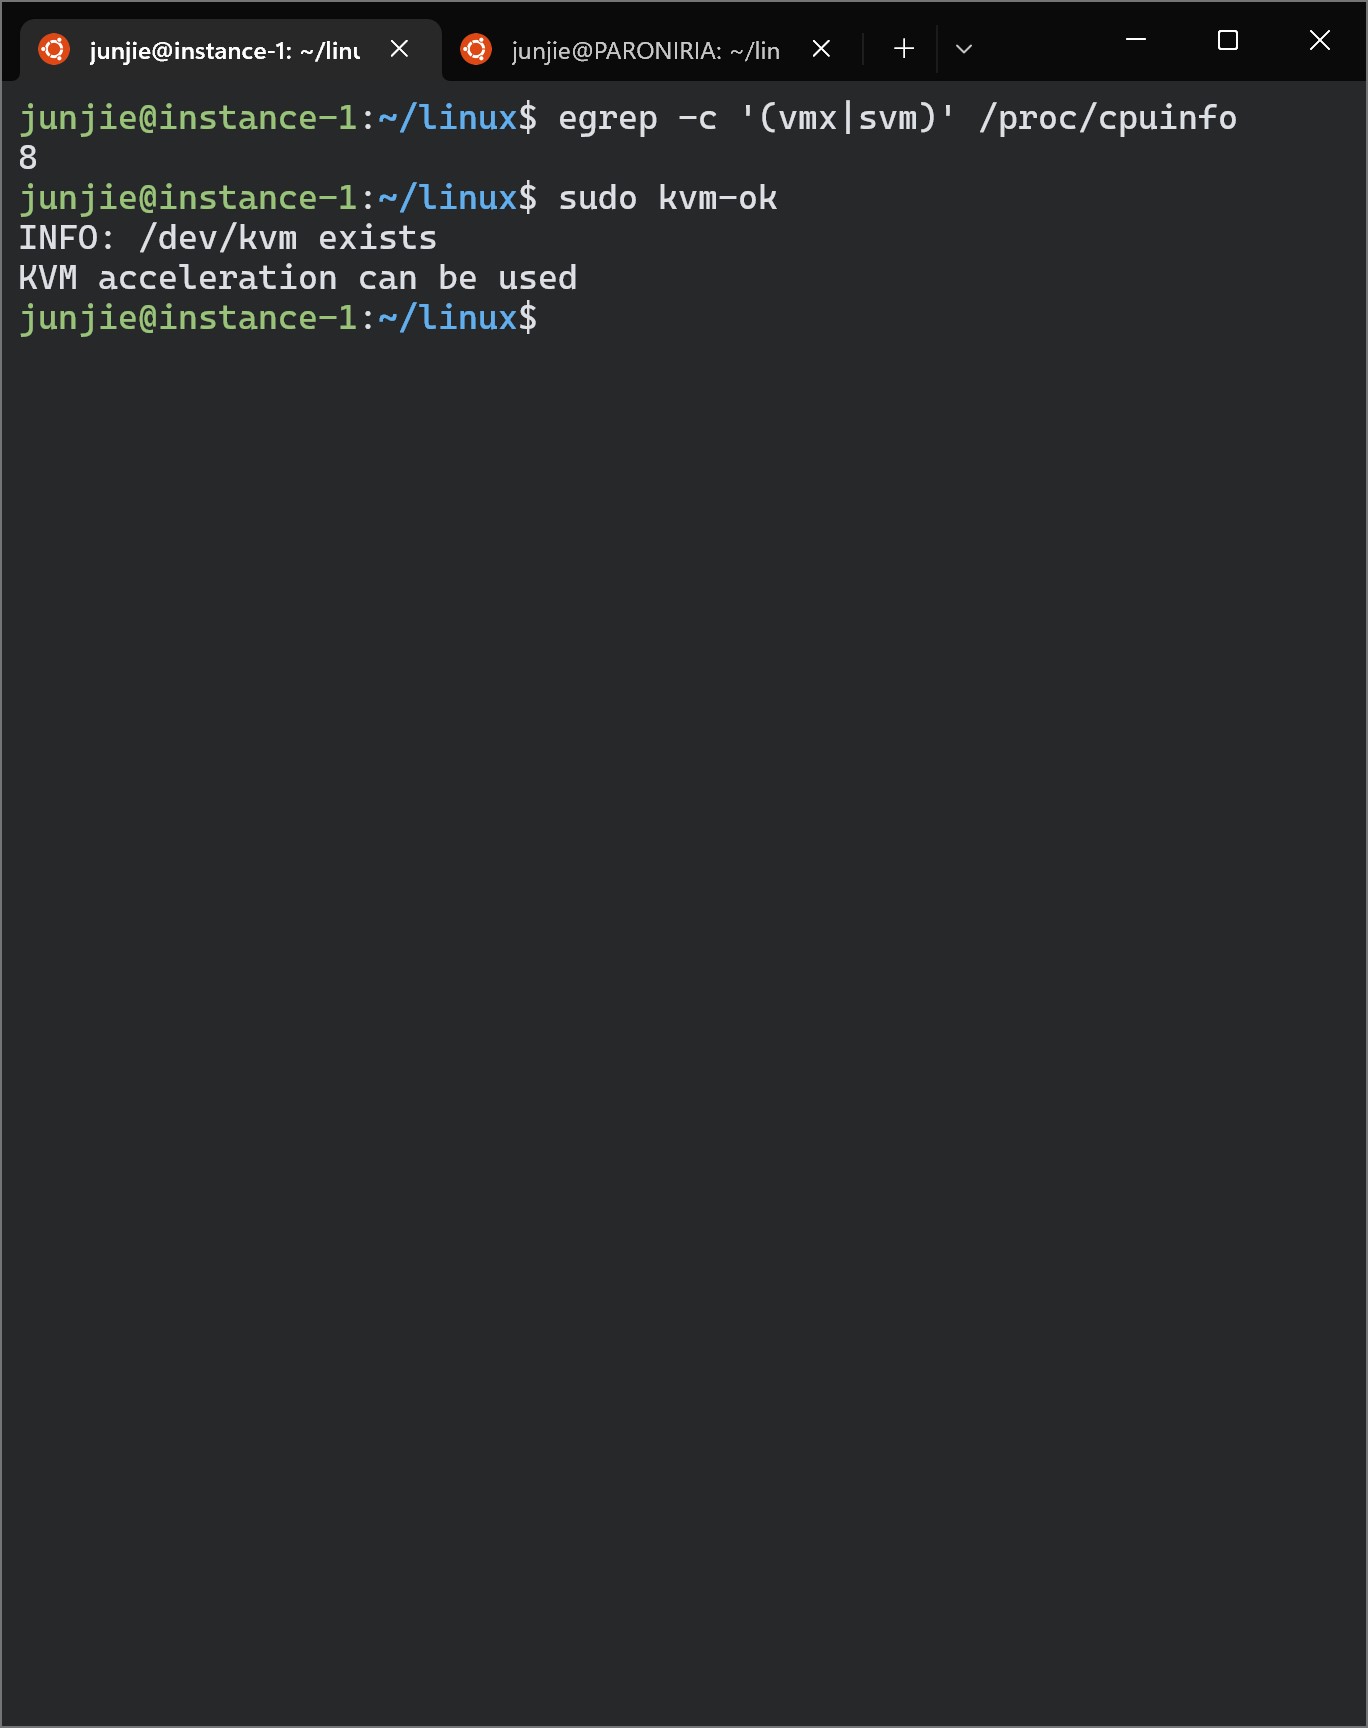 junjie@instance-1: ~/linu
junjie@PARONIRIA: ~/lin
junjie@instance-1:~/linux$ egrep -c '(vmx|svm)' /proc/cpuinfo
8
junjie@instance-1:~/linux$ sudo kvm-ok
INFO: /dev/kvm exists
KVM acceleration can be used
junjie@instance-1:~/linux$